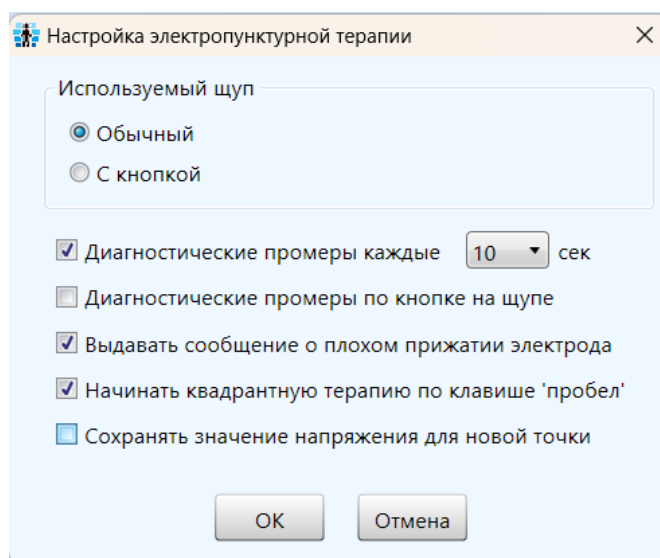 Настройка электропунктурной терапии
Используемый щуп
Обычный
С кнопкой
Диагностические промеры каждые 10 сек
Диагностические промеры по кнопке на щупе
Выдавать сообщение о плохом прижатии электрода
Начинать квадрантную терапию по клавише 'пробел'
Сохранять значение напряжения для новой точки
ОК Отмена